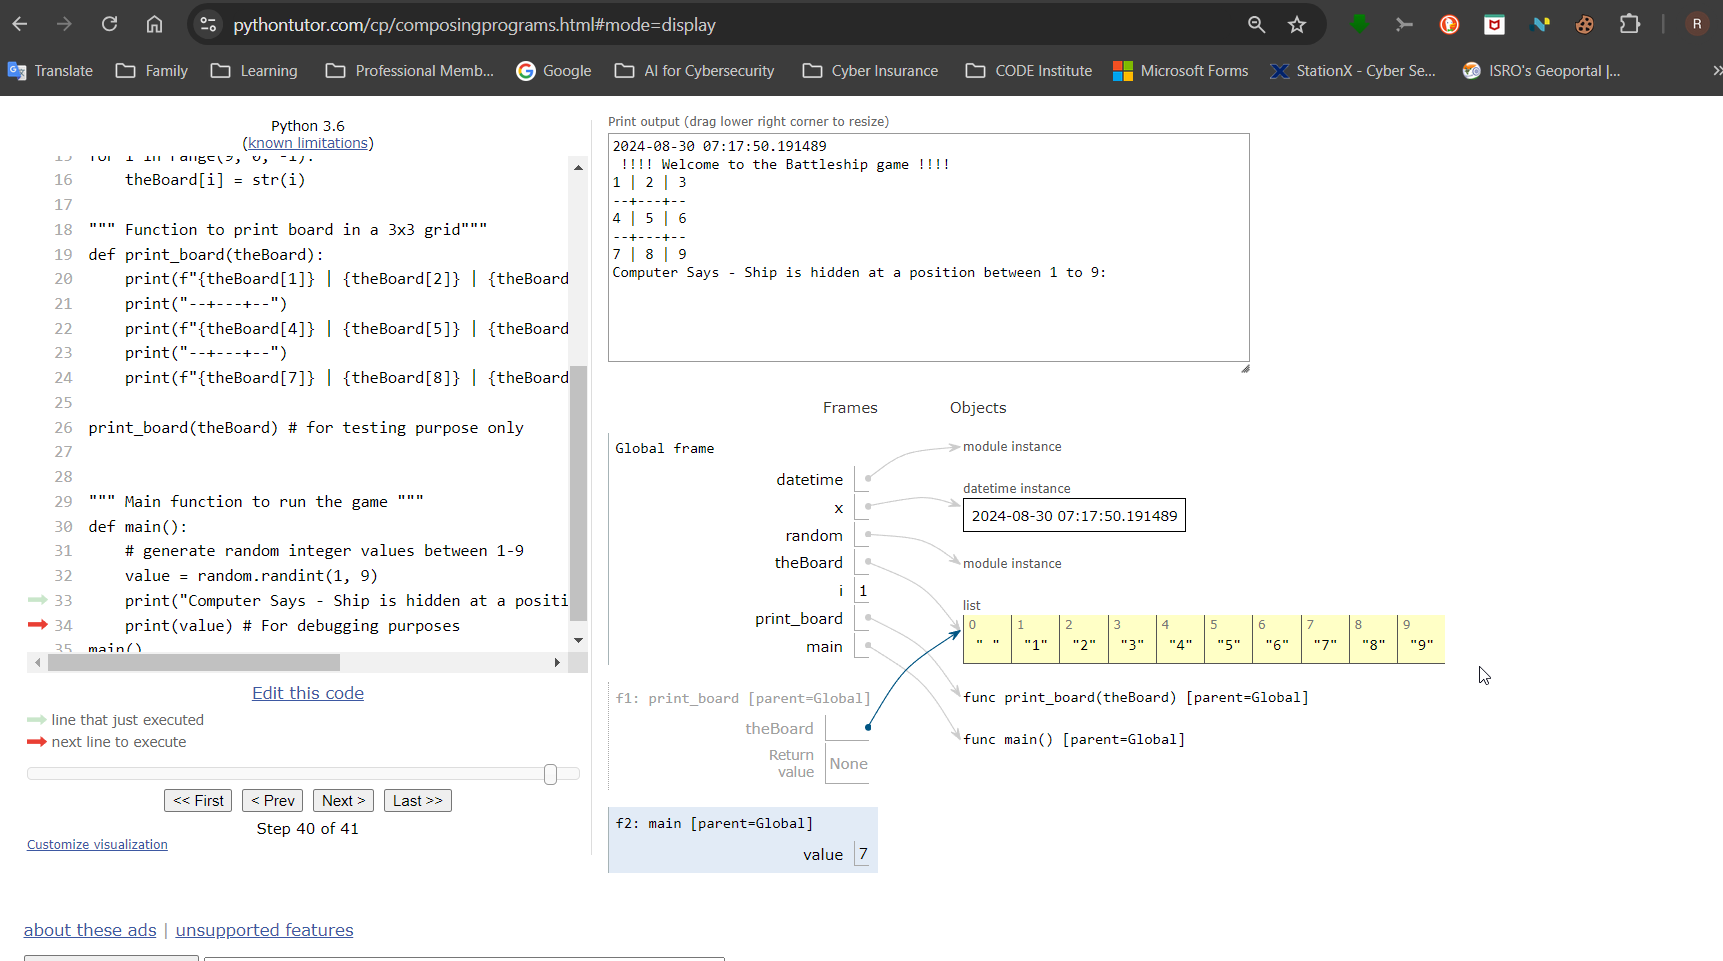 pythontutor.com/cp/composingprograms.html#mode=display
R
Translate
Family
Learning
Professional Memb...
Google
AI for Cybersecurity
Cyber Insurance
CODE Institute
Microsoft Forms
StationX - Cyber Se...
ISRO's Geoportal |...
Python 3.6
(known limitations)
15 for i in range(9, 0, -1):
16 theBoard[i] = str(i)
17
18 """ Function to print board in a 3x3 grid"""
19 def print_board(theBoard):
20 print(f"{theBoard[1]} | {theBoard[2]} | {theBoard
21 print("--+---+--")
22 print(f"{theBoard[4]} | {theBoard[5]} | {theBoard
23 print("--+---+--")
24 print(f"{theBoard[7]} | {theBoard[8]} | {theBoard
25
26 print_board(theBoard) # for testing purpose only
27
28
29 """ Main function to run the game """
30 def main():
31 # generate random integer values between 1-9
32 value = random.randint(1, 9)
33 print("Computer Says - Ship is hidden at a positi
34 print(value) # For debugging purposes
35 main()
Edit this code
line that just executed
next line to execute
<< First
< Prev
Next >
Last >>
Step 40 of 41
Customize visualization
about these ads | unsupported features
Print output (drag lower right corner to resize)
2024-08-30 07:17:50.191489
!!!! Welcome to the Battleship game !!!!
1 | 2 | 3
--+---+--
4 | 5 | 6
--+---+--
7 | 8 | 9
Computer Says - Ship is hidden at a position between 1 to 9:
Frames
Objects
Global frame
datetime
x
random
theBoard
i 1
print_board
main
f1: print_board [parent=Global]
theBoard
Return
value
None
f2: main [parent=Global]
value 7
module instance
datetime instance
2024-08-30 07:17:50.191489
module instance
list
0 1 2 3 4 5 6 7 8 9
" " "1" "2" "3" "4" "5" "6" "7" "8" "9"
func print_board(theBoard) [parent=Global]
func main() [parent=Global]